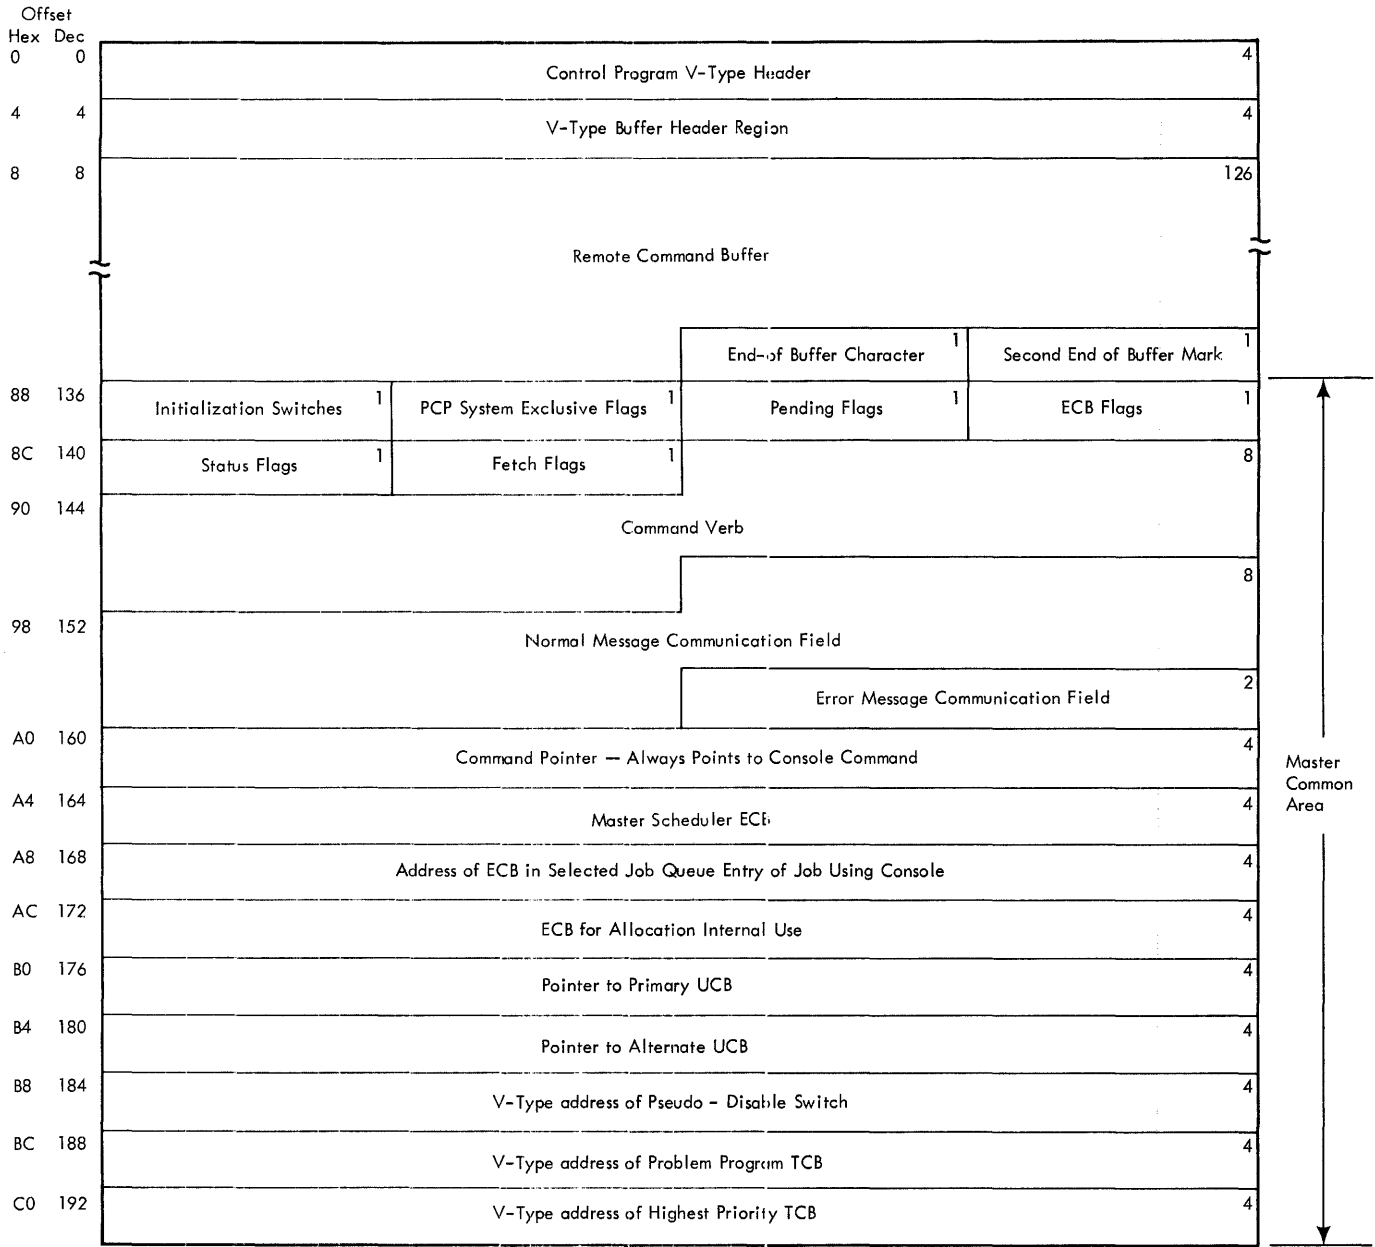 Offset
Hex Dec
0 0 4
Control Program V-Type Header
4 4 4
V-Type Buffer Header Region
8 8 126
Remote Command Buffer
End-of Buffer Character 1 Second End of Buffer Mark 1
88 136 Initialization Switches 1 PCP System Exclusive Flags 1 Pending Flags 1 ECB Flags 1
8C 140 Status Flags 1 Fetch Flags 1 8
90 144
Command Verb
8
98 152
Normal Message Communication Field
Error Message Communication Field 2
A0 160 4
Command Pointer — Always Points to Console Command
Master
Common
Area
A4 164 4
Master Scheduler ECB
A8 168 4
Address of ECB in Selected Job Queue Entry of Job Using Console
AC 172 4
ECB for Allocation Internal Use
B0 176 4
Pointer to Primary UCB
B4 180 4
Pointer to Alternate UCB
B8 184 4
V-Type address of Pseudo - Disable Switch
BC 188 4
V-Type address of Problem Program TCB
C0 192 4
V-Type address of Highest Priority TCB